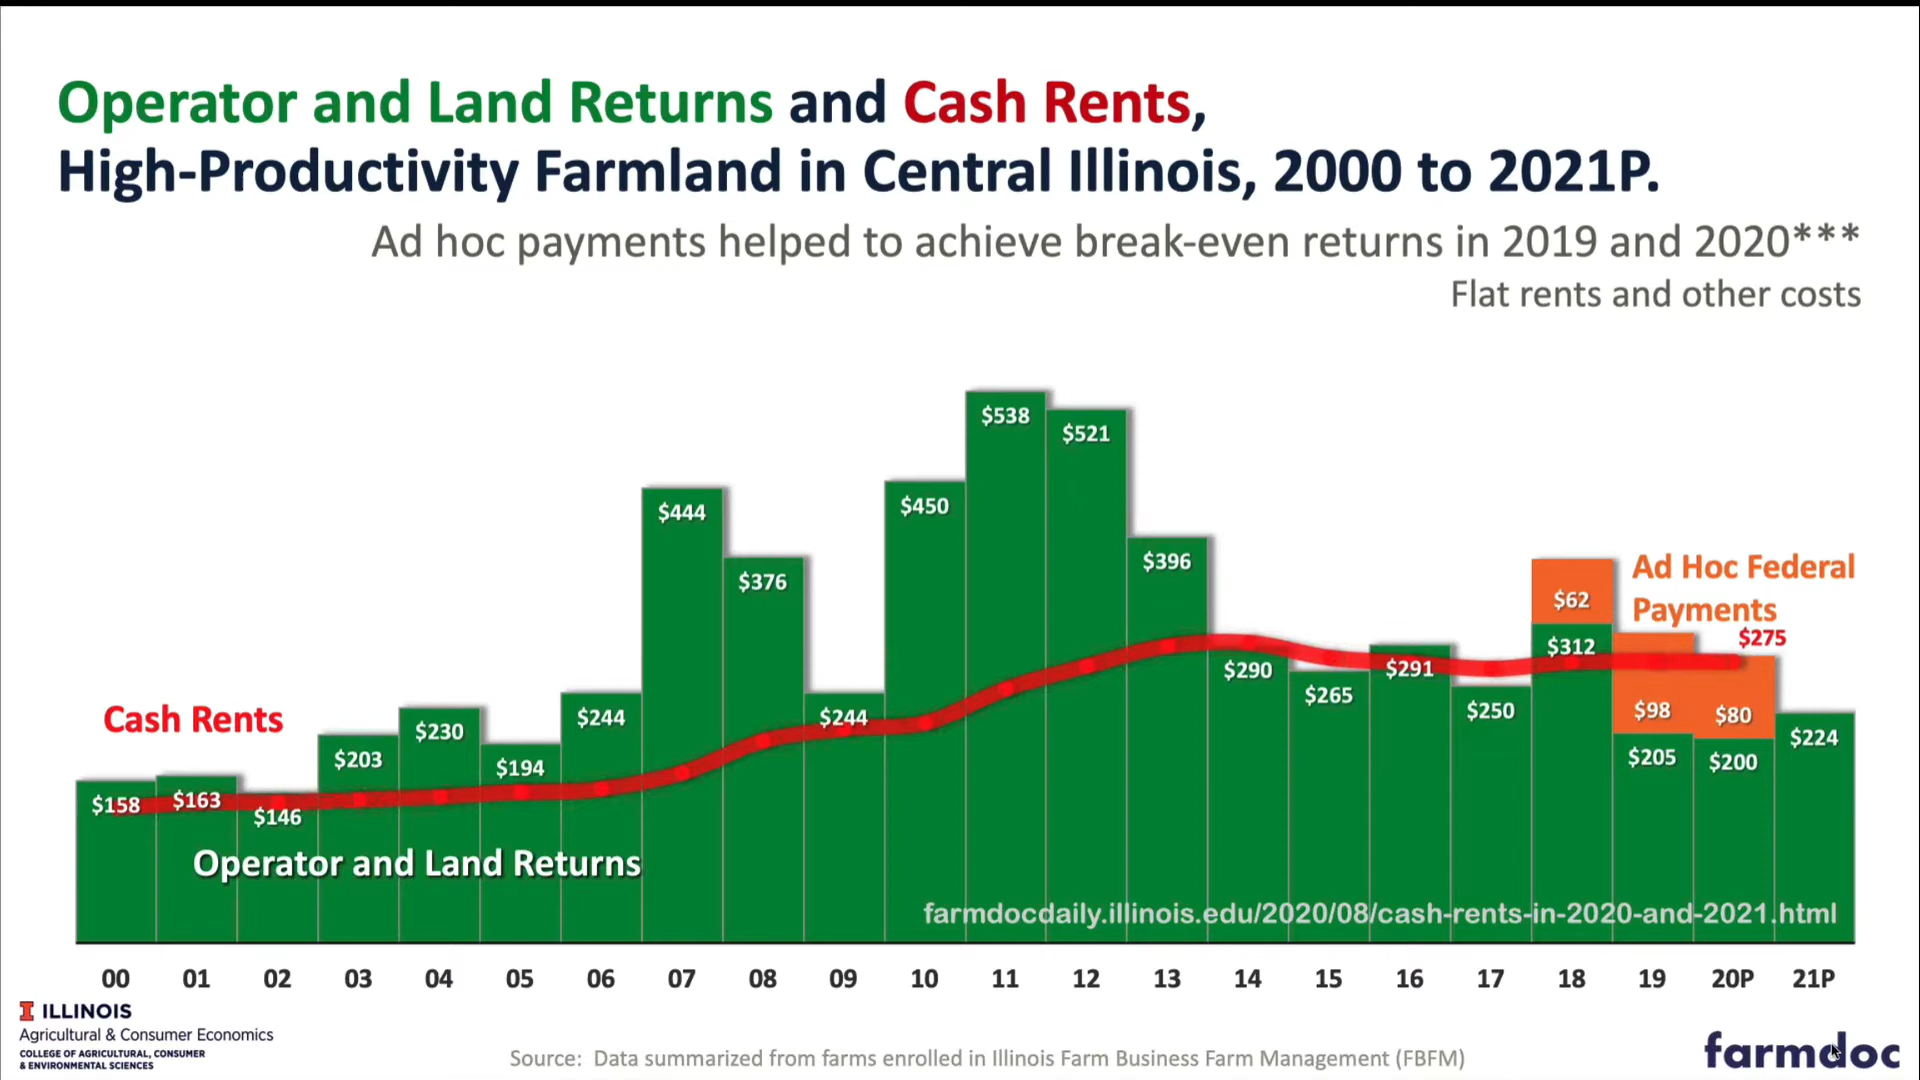 Operator and Land Returns and Cash Rents,
High-Productivity Farmland in Central Illinois, 2000 to 2021P.
Ad hoc payments helped to achieve break-even returns in 2019 and 2020***
Flat rents and other costs
$538
$521
$450
$444
$396
$376
Ad Hoc Federal
Payments
$62
$275
$312
$290
$291
$265
$250
$244
$244
$98
$80
Cash Rents
$230
$203
$194
$205
$200
$224
$158
$163
$146
Operator and Land Returns
farmdocdaily.illinois.edu/2020/08/cash-rents-in-2020-and-2021.html
00 01 02 03 04 05 06 07 08 09 10 11 12 13 14 15 16 17 18 19 20P 21P
I ILLINOIS
Agricultural & Consumer Economics
COLLEGE OF AGRICULTURAL, CONSUMER
& ENVIRONMENTAL SCIENCES
Source: Data summarized from farms enrolled in Illinois Farm Business Farm Management (FBFM)
farmdoc